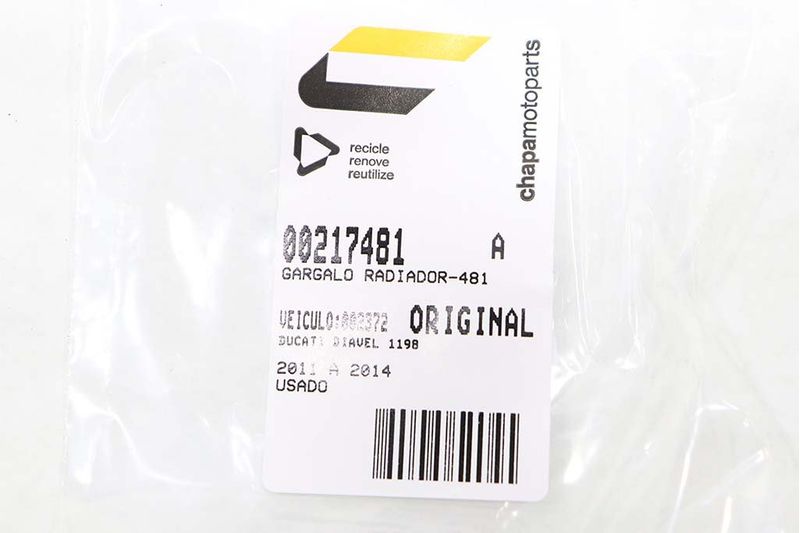 chapamotoparts
recicle
renove
reutilize
00217481 A
GARGALO RADIADOR-481
VEICULO:002372 ORIGINAL
DUCATI DIAVEL 1198
2011 A 2014
USADO